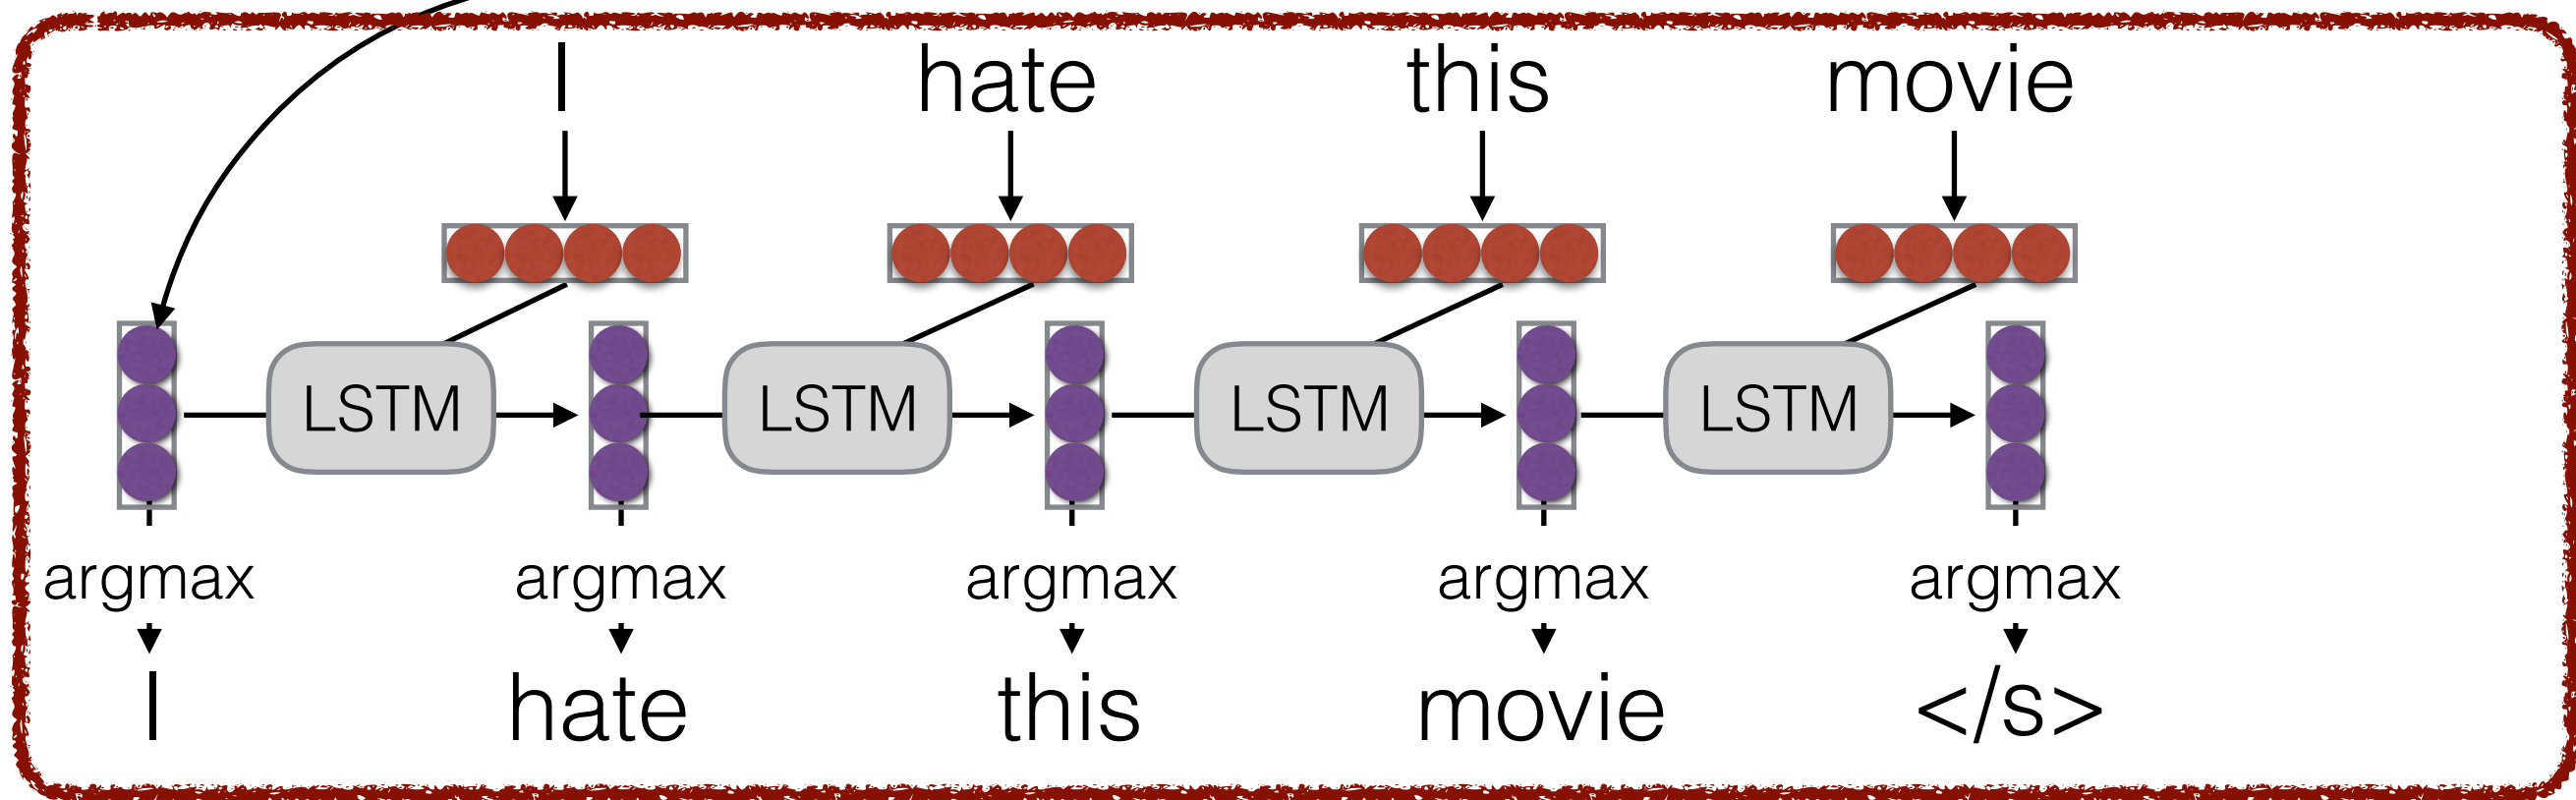 I hate this movie
LSTM LSTM LSTM LSTM
argmax argmax argmax argmax argmax
I hate this movie </s>